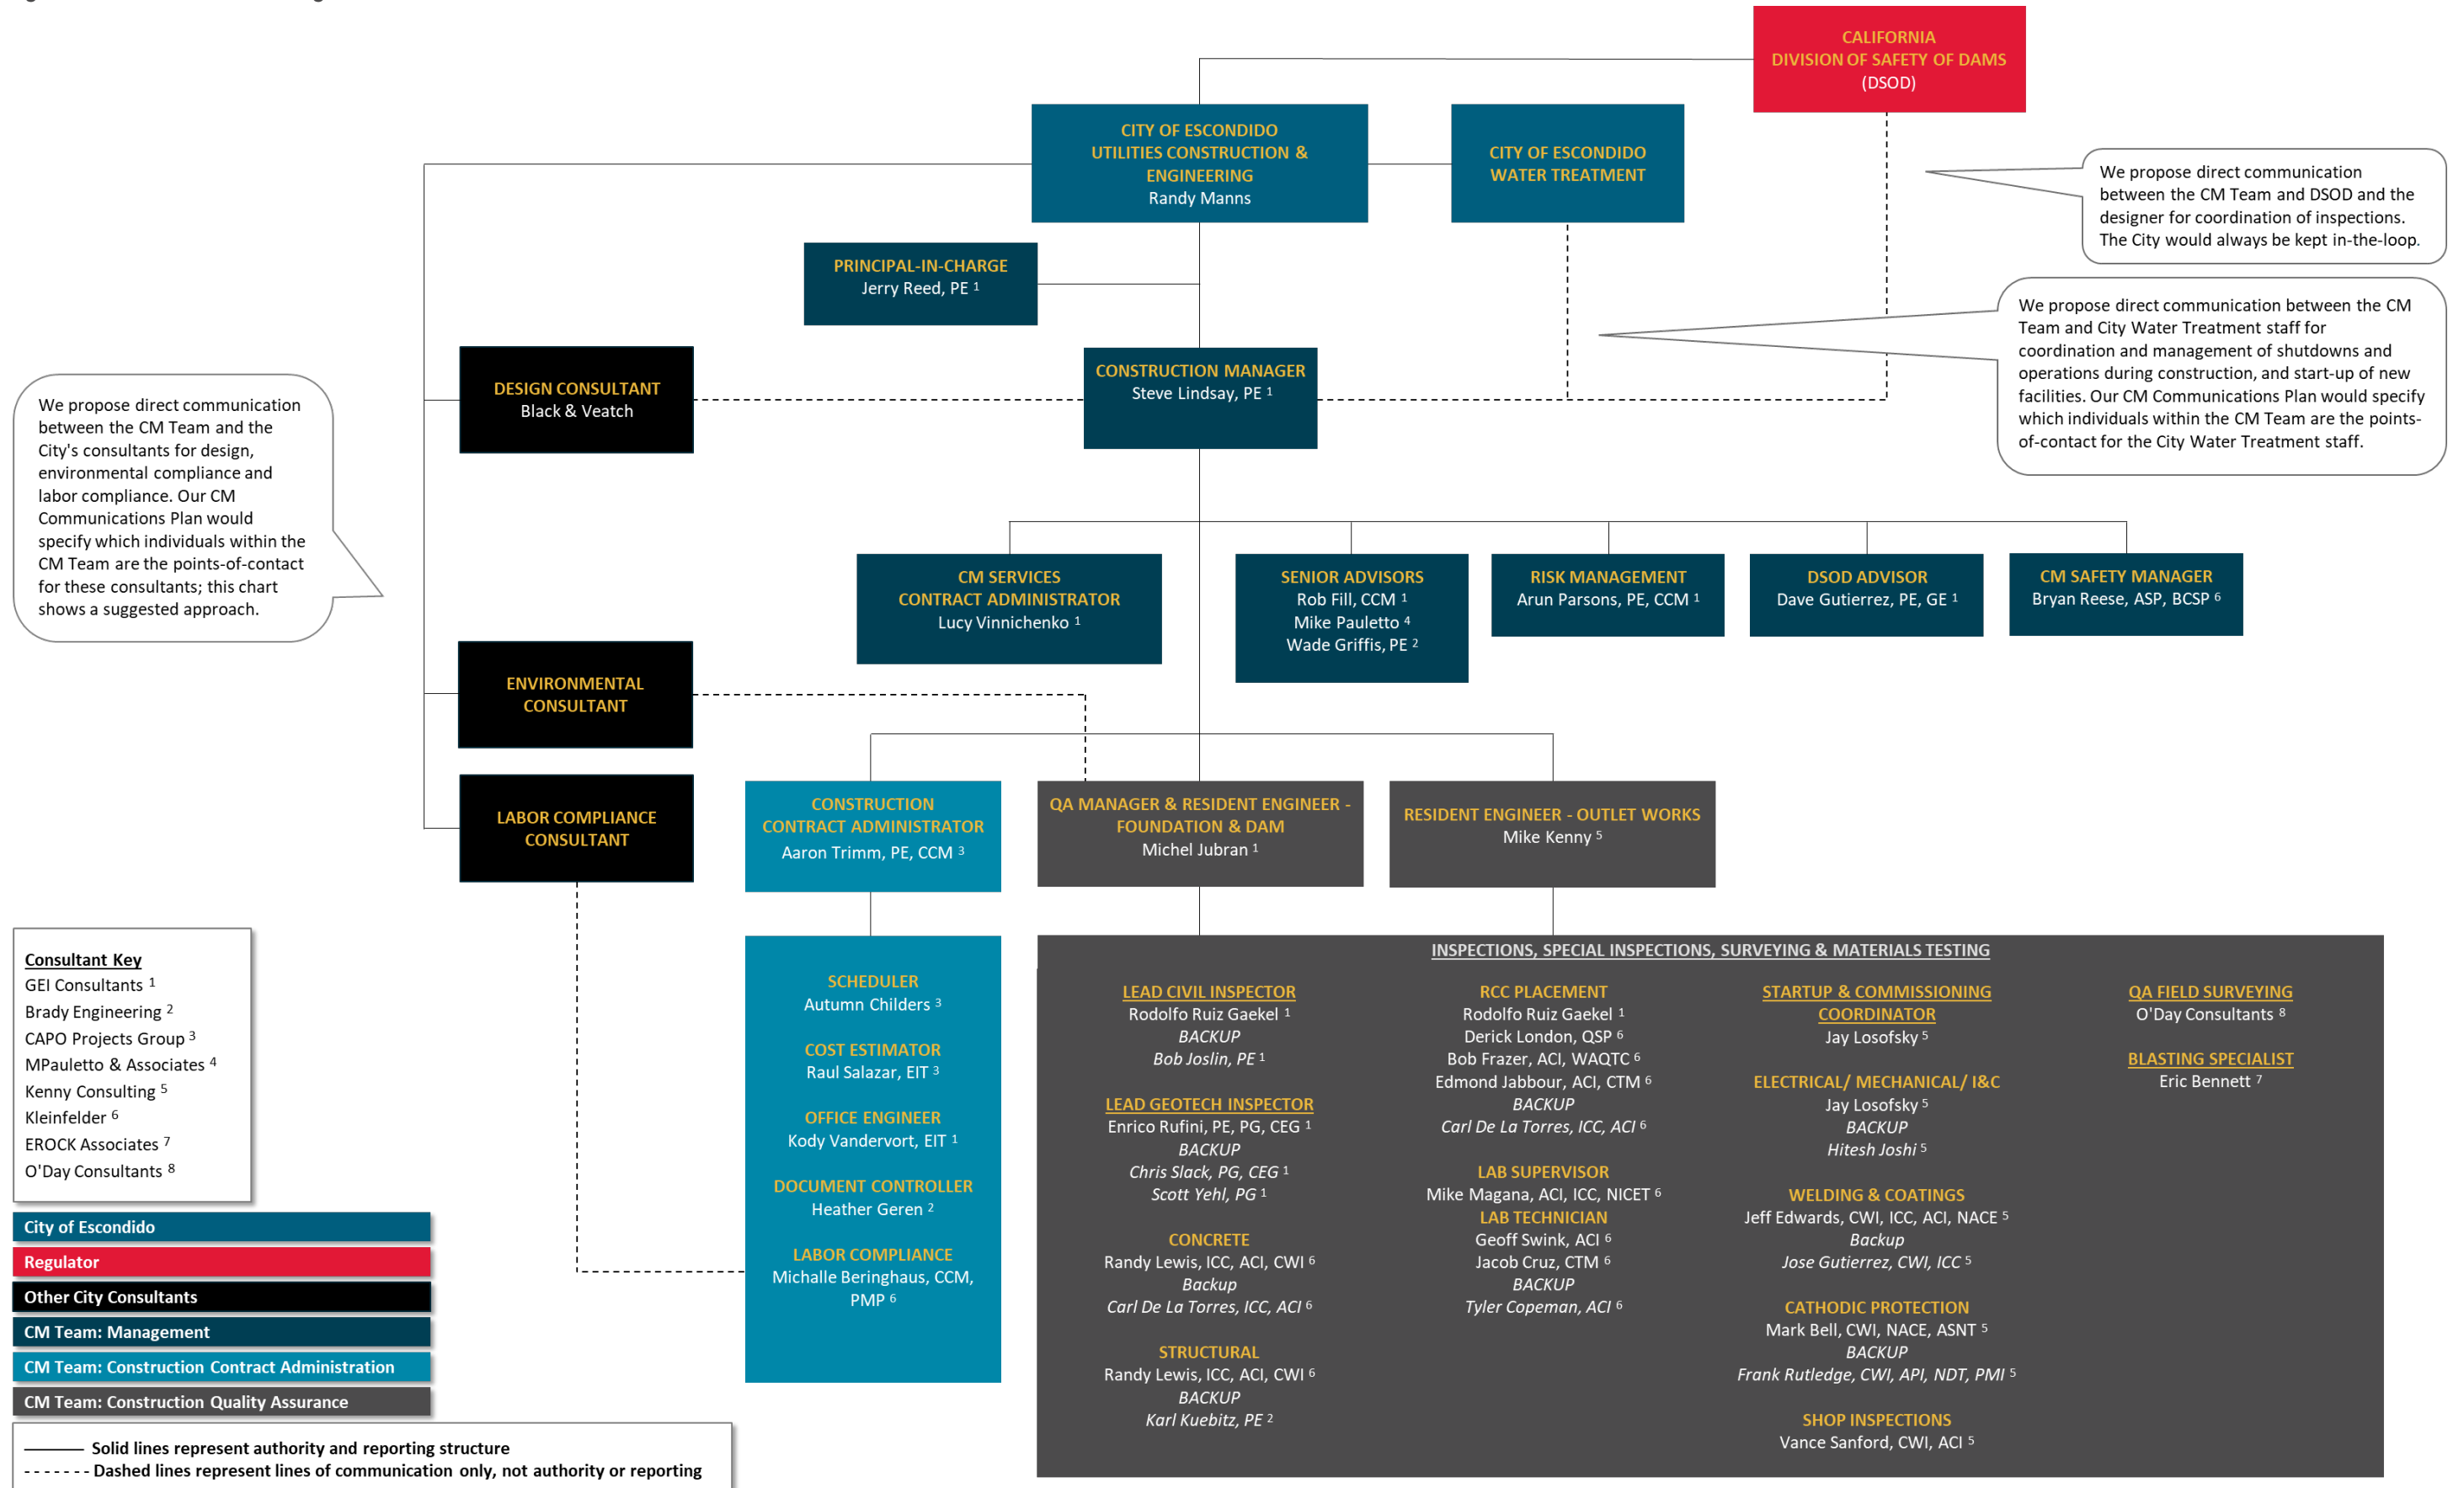 CALIFORNIA
DIVISION OF SAFETY OF DAMS
(DSOD)
CITY OF ESCONDIDO
UTILITIES CONSTRUCTION &
ENGINEERING
Randy Manns
CITY OF ESCONDIDO
WATER TREATMENT
We propose direct communication
between the CM Team and DSOD and the
designer for coordination of inspections.
The City would always be kept in-the-loop.
PRINCIPAL-IN-CHARGE
Jerry Reed, PE 1
We propose direct communication between the CM
Team and City Water Treatment staff for
coordination and management of shutdowns and
operations during construction, and start-up of new
facilities. Our CM Communications Plan would specify
which individuals within the CM Team are the points-
of-contact for the City Water Treatment staff.
DESIGN CONSULTANT
Black & Veatch
CONSTRUCTION MANAGER
Steve Lindsay, PE 1
We propose direct communication
between the CM Team and the
City's consultants for design,
environmental compliance and
labor compliance. Our CM
Communications Plan would
specify which individuals within the
CM Team are the points-of-contact
for these consultants; this chart
shows a suggested approach.
CM SERVICES
CONTRACT ADMINISTRATOR
Lucy Vinnichenko 1
SENIOR ADVISORS
Rob Fill, CCM 1
Mike Pauletto 4
Wade Griffis, PE 2
RISK MANAGEMENT
Arun Parsons, PE, CCM 1
DSOD ADVISOR
Dave Gutierrez, PE, GE 1
CM SAFETY MANAGER
Bryan Reese, ASP, BCSP 6
ENVIRONMENTAL
CONSULTANT
LABOR COMPLIANCE
CONSULTANT
CONSTRUCTION
CONTRACT ADMINISTRATOR
Aaron Trimm, PE, CCM 3
QA MANAGER & RESIDENT ENGINEER -
FOUNDATION & DAM
Michel Jubran 1
RESIDENT ENGINEER - OUTLET WORKS
Mike Kenny 5
SCHEDULER
Autumn Childers 3
COST ESTIMATOR
Raul Salazar, EIT 3
OFFICE ENGINEER
Kody Vandervort, EIT 1
DOCUMENT CONTROLLER
Heather Geren 2
LABOR COMPLIANCE
Michalle Beringhaus, CCM,
PMP 6
INSPECTIONS, SPECIAL INSPECTIONS, SURVEYING & MATERIALS TESTING
LEAD CIVIL INSPECTOR
Rodolfo Ruiz Gaekel 1
BACKUP
Bob Joslin, PE 1
LEAD GEOTECH INSPECTOR
Enrico Rufini, PE, PG, CEG 1
BACKUP
Chris Slack, PG, CEG 1
Scott Yehl, PG 1
CONCRETE
Randy Lewis, ICC, ACI, CWI 6
Backup
Carl De La Torres, ICC, ACI 6
STRUCTURAL
Randy Lewis, ICC, ACI, CWI 6
BACKUP
Karl Kuebitz, PE 2
RCC PLACEMENT
Rodolfo Ruiz Gaekel 1
Derick London, QSP 6
Bob Frazer, ACI, WAQTC 6
Edmond Jabbour, ACI, CTM 6
BACKUP
Carl De La Torres, ICC, ACI 6
LAB SUPERVISOR
Mike Magana, ACI, ICC, NICET 6
LAB TECHNICIAN
Geoff Swink, ACI 6
Jacob Cruz, CTM 6
BACKUP
Tyler Copeman, ACI 6
STARTUP & COMMISSIONING
COORDINATOR
Jay Losofsky 5
ELECTRICAL/ MECHANICAL/ I&C
Jay Losofsky 5
BACKUP
Hitesh Joshi 5
WELDING & COATINGS
Jeff Edwards, CWI, ICC, ACI, NACE 5
Backup
Jose Gutierrez, CWI, ICC 5
CATHODIC PROTECTION
Mark Bell, CWI, NACE, ASNT 5
BACKUP
Frank Rutledge, CWI, API, NDT, PMI 5
SHOP INSPECTIONS
Vance Sanford, CWI, ACI 5
QA FIELD SURVEYING
O'Day Consultants 8
BLASTING SPECIALIST
Eric Bennett 7
Consultant Key
GEI Consultants 1
Brady Engineering 2
CAPO Projects Group 3
MPauletto & Associates 4
Kenny Consulting 5
Kleinfelder 6
EROCK Associates 7
O'Day Consultants 8
City of Escondido
Regulator
Other City Consultants
CM Team: Management
CM Team: Construction Contract Administration
CM Team: Construction Quality Assurance
Solid lines represent authority and reporting structure
Dashed lines represent lines of communication only, not authority or reporting